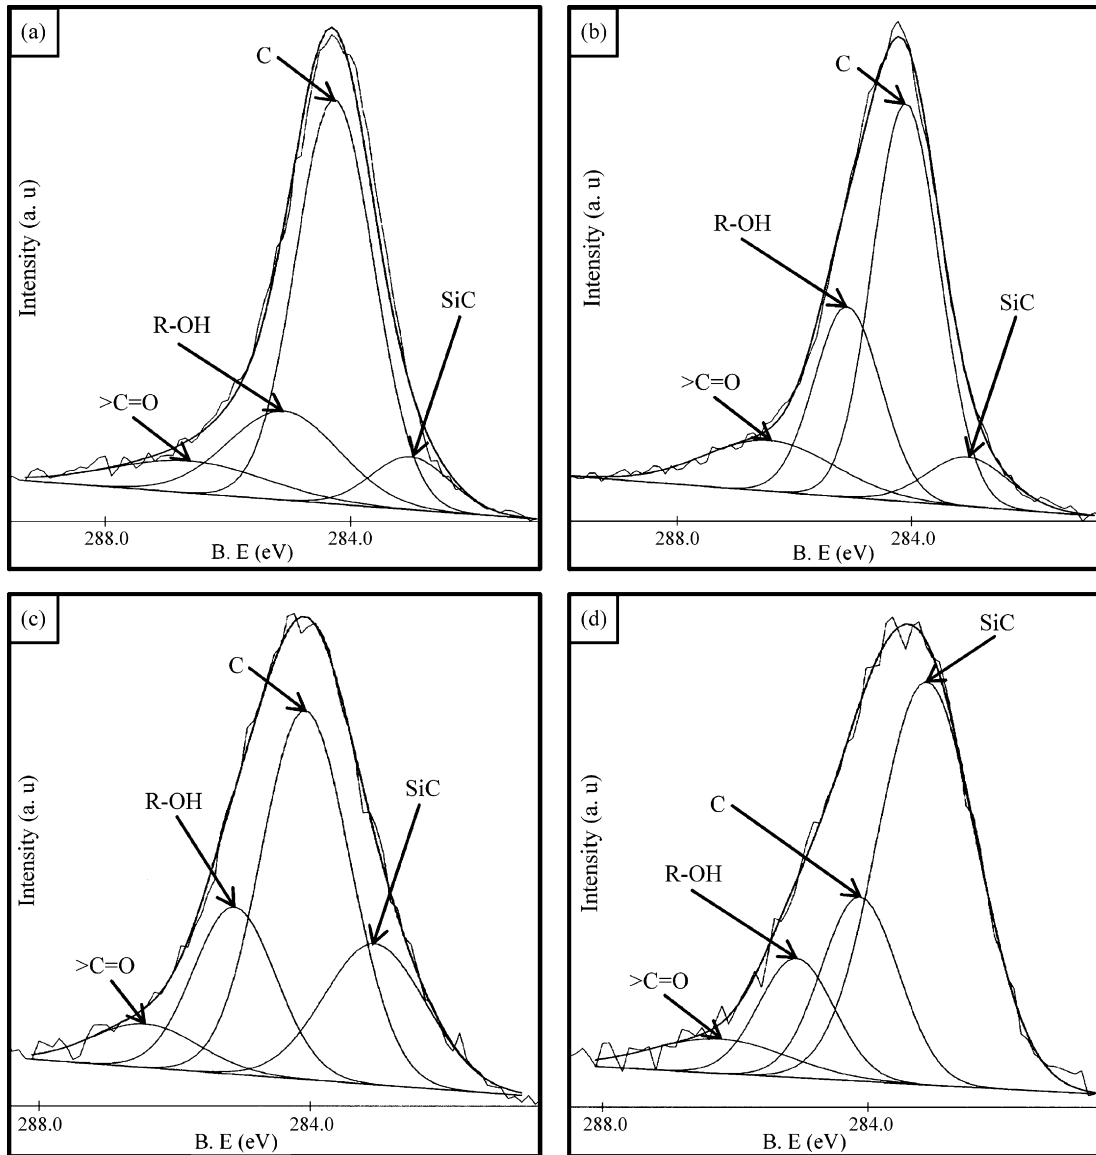 (a)
C
SiC
R-OH
>C=O
Intensity (a. u)
288.0
284.0
B. E (eV)
(b)
C
R-OH
SiC
>C=O
Intensity (a. u)
288.0
284.0
B. E (eV)
(c)
C
SiC
R-OH
>C=O
Intensity (a. u)
288.0
284.0
B. E (eV)
(d)
SiC
C
R-OH
>C=O
Intensity (a. u)
288.0
284.0
B. E (eV)